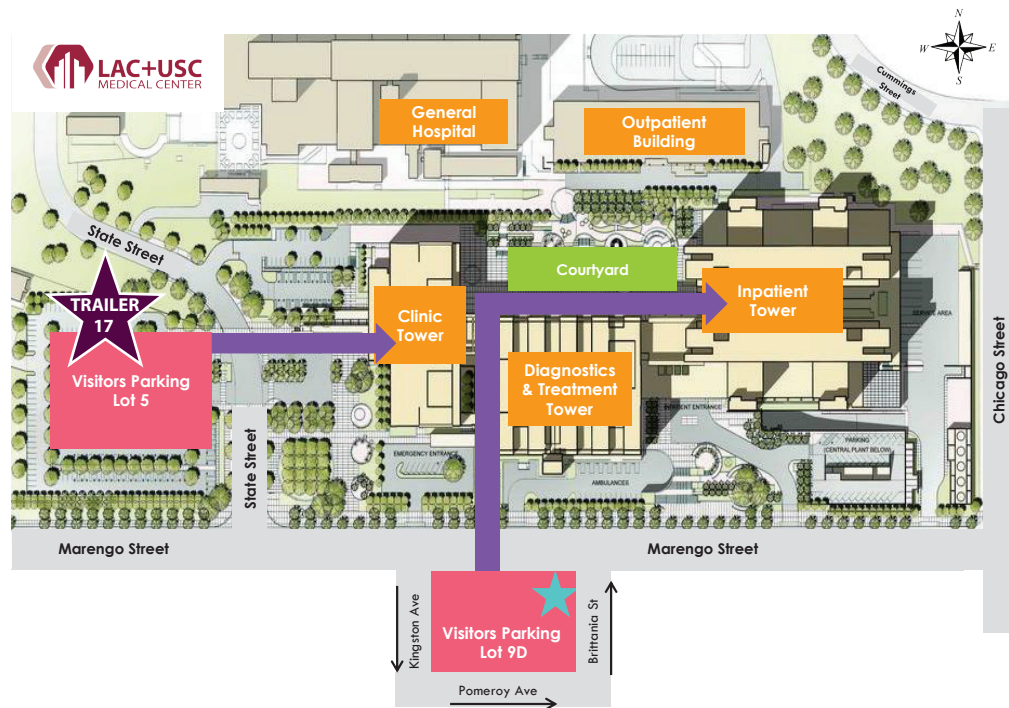 N
W
E
S
LAC+USC
MEDICAL CENTER
Cummings
Street
General
Hospital
Outpatient
Building
State Street
Courtyard
TRAILER
17
Clinic
Tower
Inpatient
Tower
SERVICE AREA
Visitors Parking
Lot 5
Diagnostics
& Treatment
Tower
Chicago Street
PARKING
(CENTRAL PLANT BELOW)
EMERGENCY ENTRANCE
AMBULANCES
State Street
Marengo Street
Marengo Street
Kingston Ave
Visitors Parking
Lot 9D
Brittania St
Pomeroy Ave